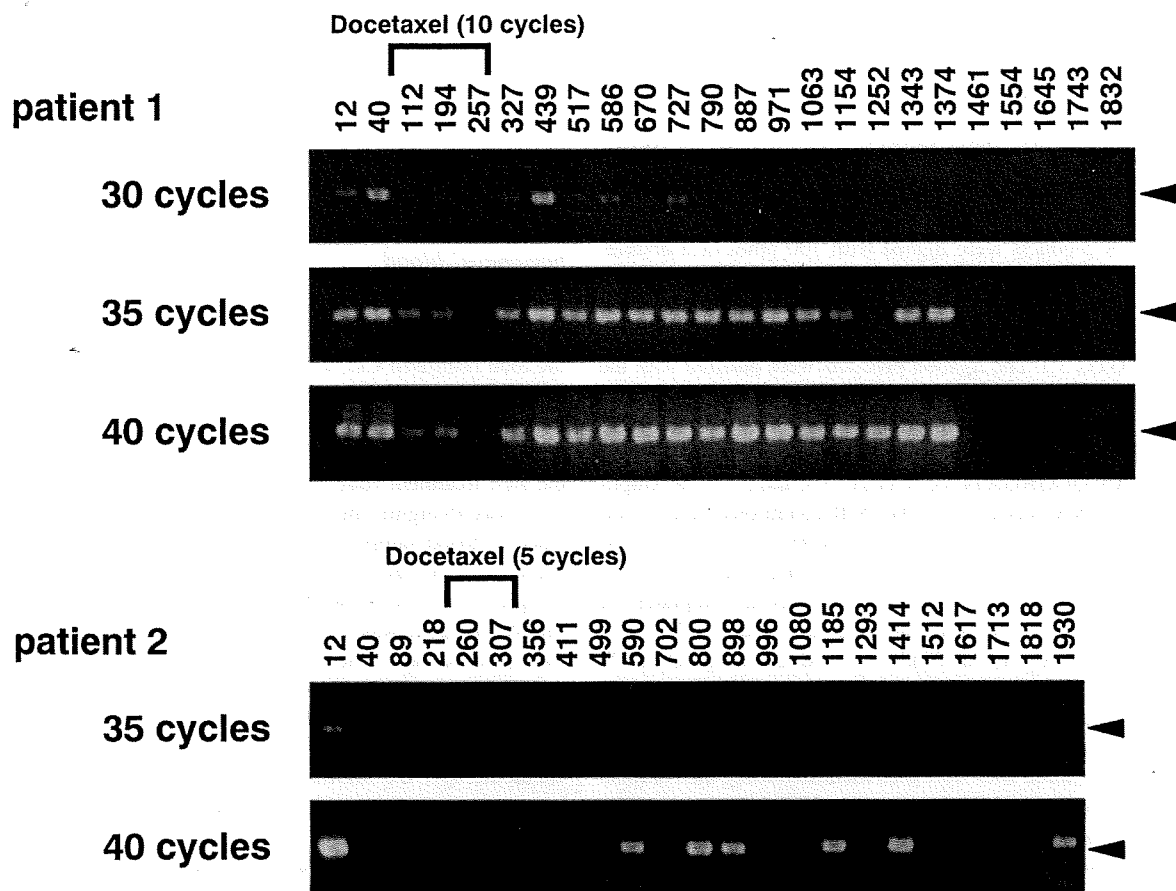 Docetaxel (10 cycles)
patient 1
12 40 112 194 257 327 439 517 586 670 727 790 887 971 1063 1154 1252 1343 1374 1461 1554 1645 1743 1832
30 cycles
35 cycles
40 cycles
Docetaxel (5 cycles)
patient 2
12 40 89 218 260 307 356 411 499 590 702 800 898 996 1080 1185 1293 1414 1512 1617 1713 1818 1930
35 cycles
40 cycles